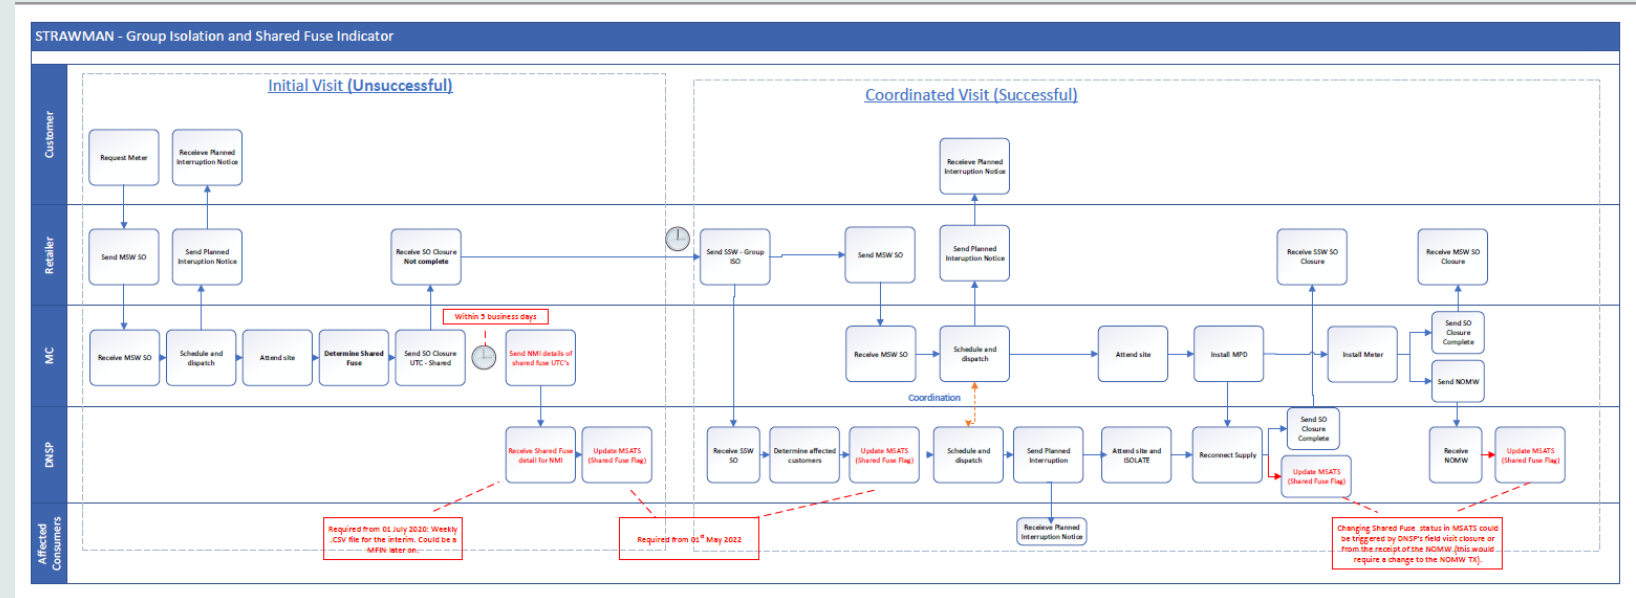 STRAWMAN - Group Isolation and Shared Fuse Indicator
Initial Visit (Unsuccessful)
Coordinated Visit (Successful)
Customer
Request Meter
Receieve Planned
Interruption Notice
Receieve Planned
Interruption Notice
Retailer
Send MSW SO
Send Planned
Interuption Notice
Receive SO Closure
Not complete
Send SSW - Group
ISO
Send MSW SO
Send Planned
Interuption Notice
Receive SSW SO
Closure
Receive MSW SO
Closure
MC
Within 5 business days
Receive MSW SO
Schedule and
dispatch
Attend site
Determine Shared
Fuse
Send SO Closure
UTC - Shared
Send NMI details of
shared fuse UTC's
Receive MSW SO
Schedule and
dispatch
Attend site
Install MPD
Install Meter
Send SO
Closure
Complete
Send NOMW
Coordination
DNSP
Receive Shared Fuse
detail for NMI
Update MSATS
(Shared Fuse Flag)
Receive SSW
SO
Determine affected
customers
Update MSATS
(Shared Fuse Flag)
Schedule and
dispatch
Send Planned
Interruption
Attend site and
ISOLATE
Reconnect Supply
Send SO
Closure
Complete
Update MSATS
(Shared Fuse Flag)
Receive
NOMW
Update MSATS
(Shared Fuse Flag)
Affected
Consumers
Required from 01 July 2020: Weekly
.CSV file for the interim. Could be a
MFIN later on.
Required from 01st May 2022
Receieve Planned
Interruption Notice
Changing Shared Fuse status in MSATS could
be triggered by DNSP's field visit closure or
from the receipt of the NOMW (this would
require a change to the NOMW TX).